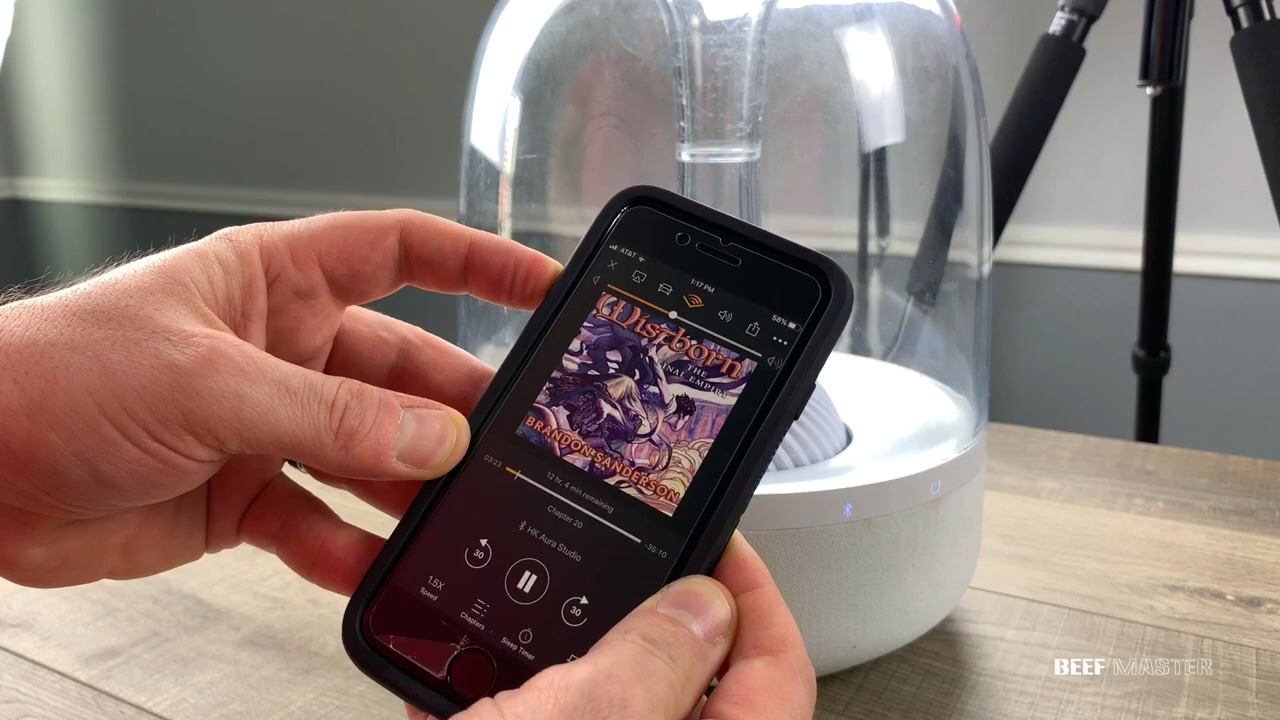 AT&T
1:17 PM
58%
Mistborn
THE
FINAL EMPIRE
BRANDON SANDERSON
03:23
12 hr, 4 min remaining
-35:10
Chapter 20
HK Aura Studio
30
30
1.5X
Speed
Chapters
Sleep Timer
BEEF MASTER